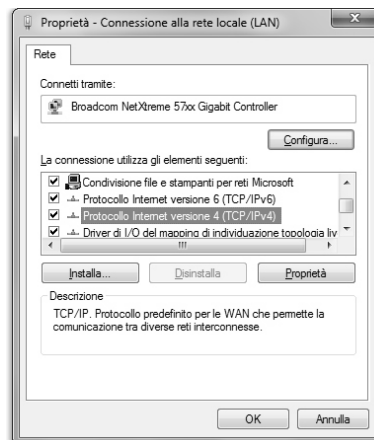 Proprietà - Connessione alla rete locale (LAN)
x
Rete
Connetti tramite:
Broadcom NetXtreme 57xx Gigabit Controller
Configura...
La connessione utilizza gli elementi seguenti:
Condivisione file e stampanti per reti Microsoft
Protocollo Internet versione 6 (TCP/IPv6)
Protocollo Internet versione 4 (TCP/IPv4)
Driver di I/O del mapping di individuazione topologia liv
Installa... Disinstalla Proprietà
Descrizione
TCP/IP. Protocollo predefinito per le WAN che permette la
comunicazione tra diverse reti interconnesse.
OK Annulla